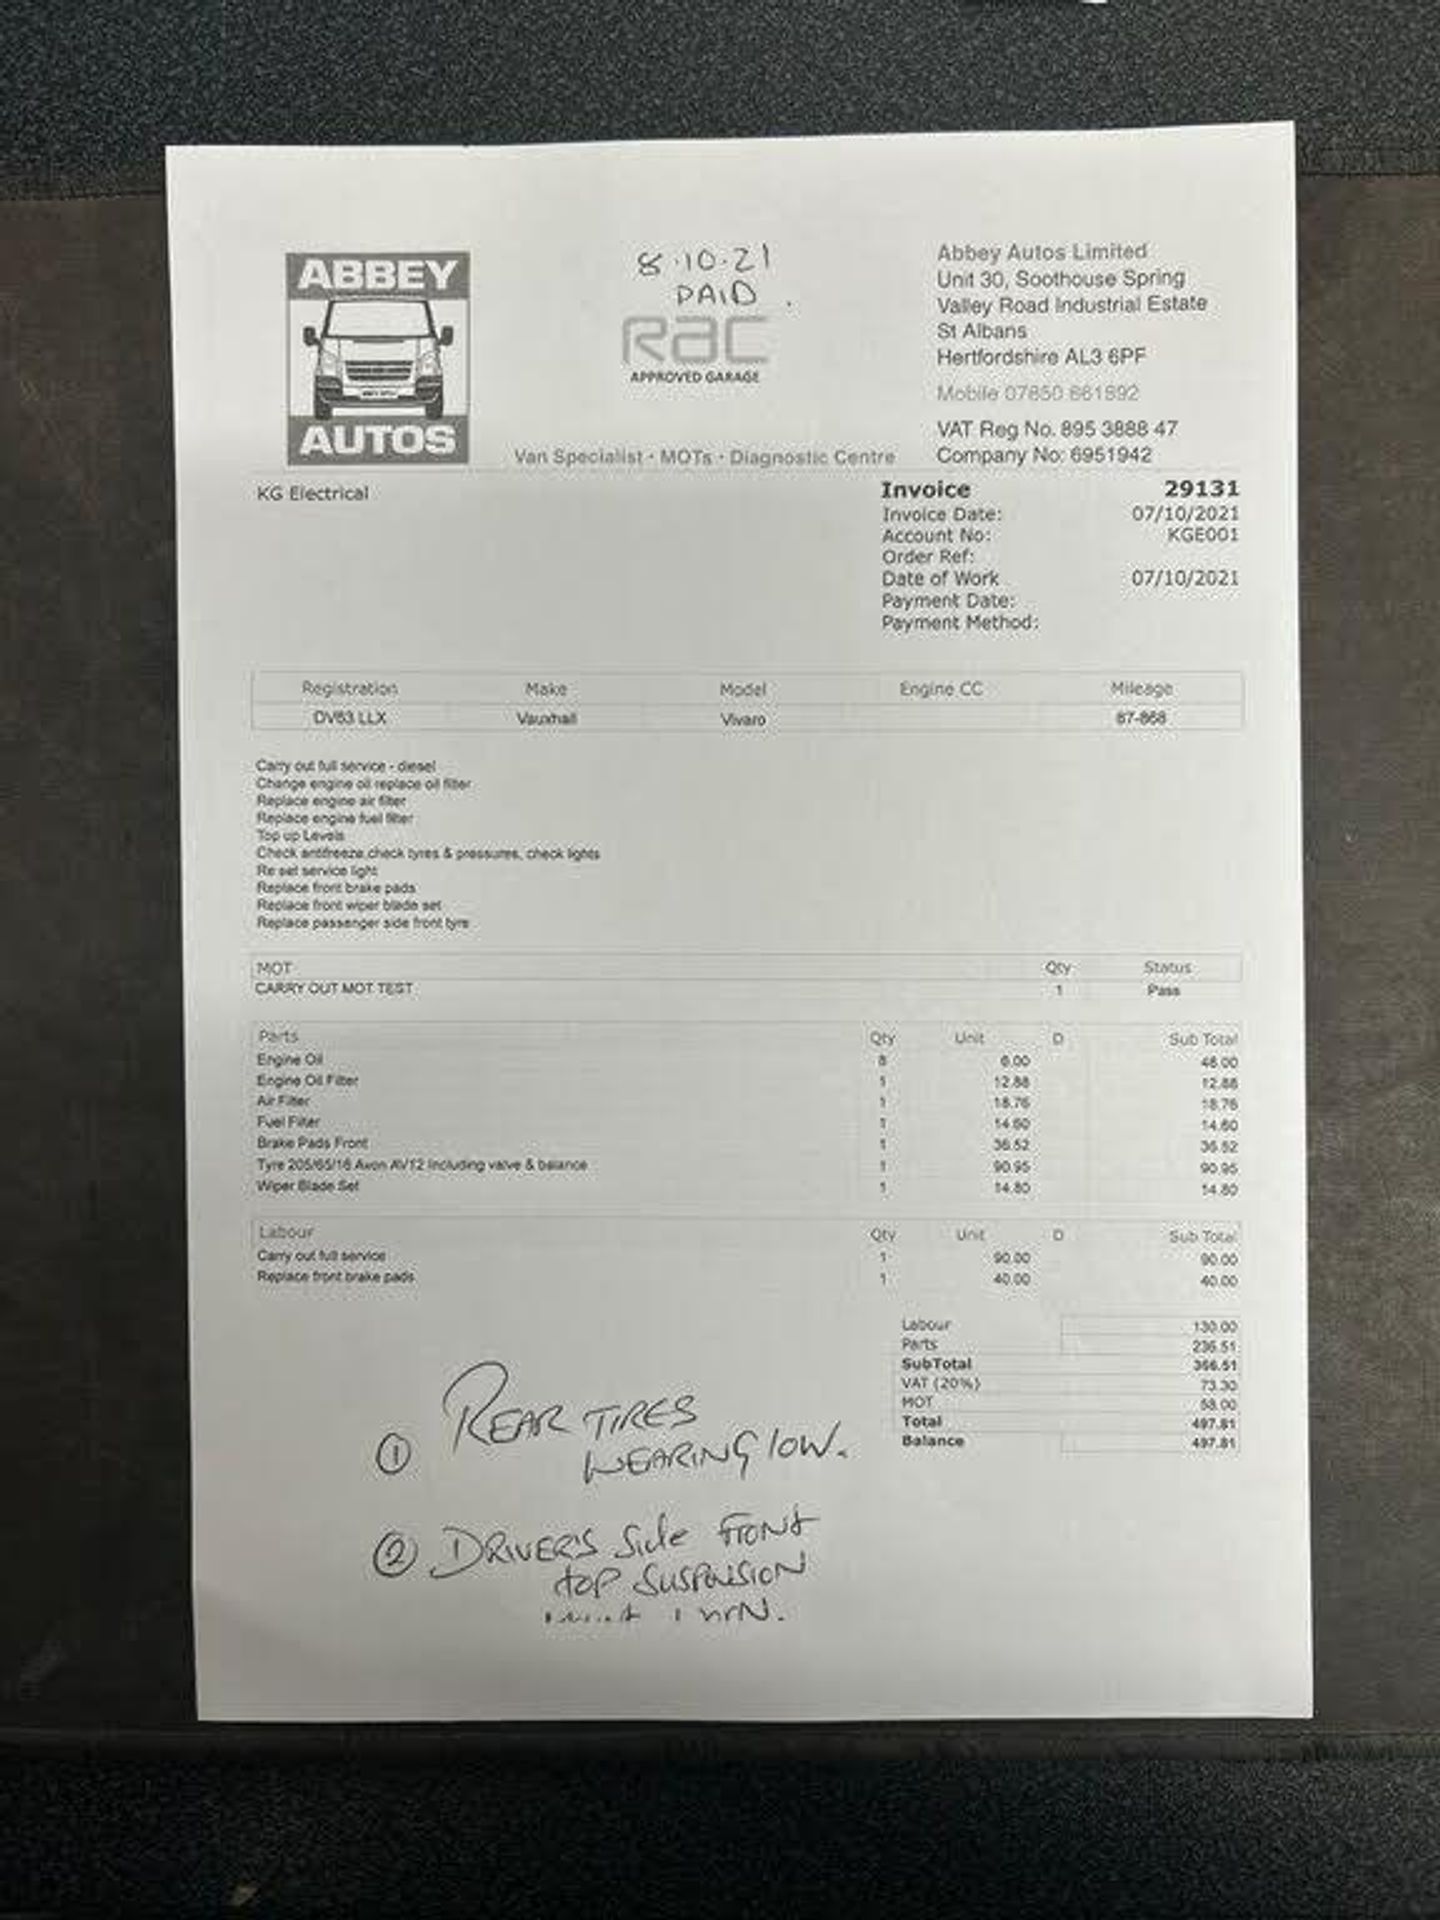 ABBEY
AUTOS
8.10.21
PAID.
RAC
APPROVED GARAGE
Van Specialist · MOTs · Diagnostic Centre
Abbey Autos Limited
Unit 30, Soothouse Spring
Valley Road Industrial Estate
St Albans
Hertfordshire AL3 6PF
Mobile 07850 661892
VAT Reg No. 895 3888 47
Company No: 6951942
KG Electrical
Invoice 29131
Invoice Date: 07/10/2021
Account No: KGE001
Order Ref:
Date of Work 07/10/2021
Payment Date:
Payment Method:
Registration Make Model Engine CC Mileage
DV63 LLX Vauxhall Vivaro 87-868
Carry out full service - diesel
Change engine oil replace oil filter
Replace engine air filter
Replace engine fuel filter
Top up Levels
Check antifreeze,check tyres & pressures, check lights
Re set service light
Replace front brake pads
Replace front wiper blade set
Replace passenger side front tyre
MOT Qty Status
CARRY OUT MOT TEST 1 Pass
Parts Qty Unit D Sub Total
Engine Oil 8 6.00 48.00
Engine Oil Filter 1 12.88 12.88
Air Filter 1 18.76 18.76
Fuel Filter 1 14.60 14.60
Brake Pads Front 1 36.52 36.52
Tyre 205/65/16 Avon AV12 Including valve & balance 1 90.95 90.95
Wiper Blade Set 1 14.80 14.80
Labour Qty Unit D Sub Total
Carry out full service 1 90.00 90.00
Replace front brake pads 1 40.00 40.00
Labour 130.00
Parts 236.51
SubTotal 366.51
VAT (20%) 73.30
MOT 58.00
Total 497.81
Balance 497.81
① REAR TIRES
WEARING LOW.
② DRIVER'S Side FRONT
top SUSPENSION